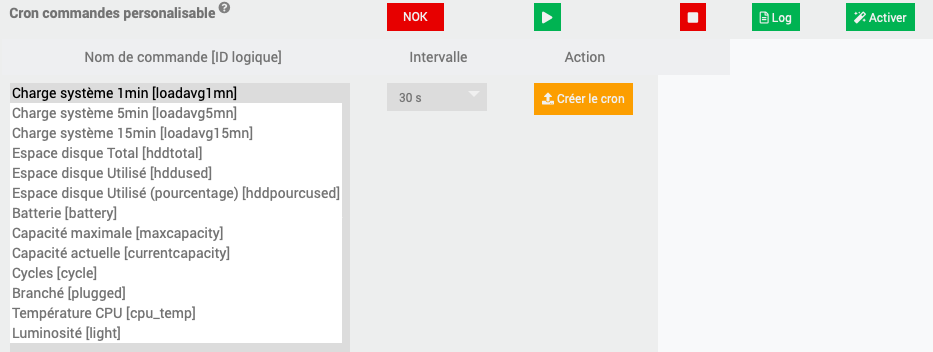 Cron commandes personalisable ?
NOK
Log
Activer
Nom de commande [ID logique]
Intervalle
Action
Charge système 1min [loadavg1mn]
30 s
Créer le cron
Charge système 5min [loadavg5mn]
Charge système 15min [loadavg15mn]
Espace disque Total [hddtotal]
Espace disque Utilisé [hddused]
Espace disque Utilisé (pourcentage) [hddpourcused]
Batterie [battery]
Capacité maximale [maxcapacity]
Capacité actuelle [currentcapacity]
Cycles [cycle]
Branché [plugged]
Température CPU [cpu_temp]
Luminosité [light]